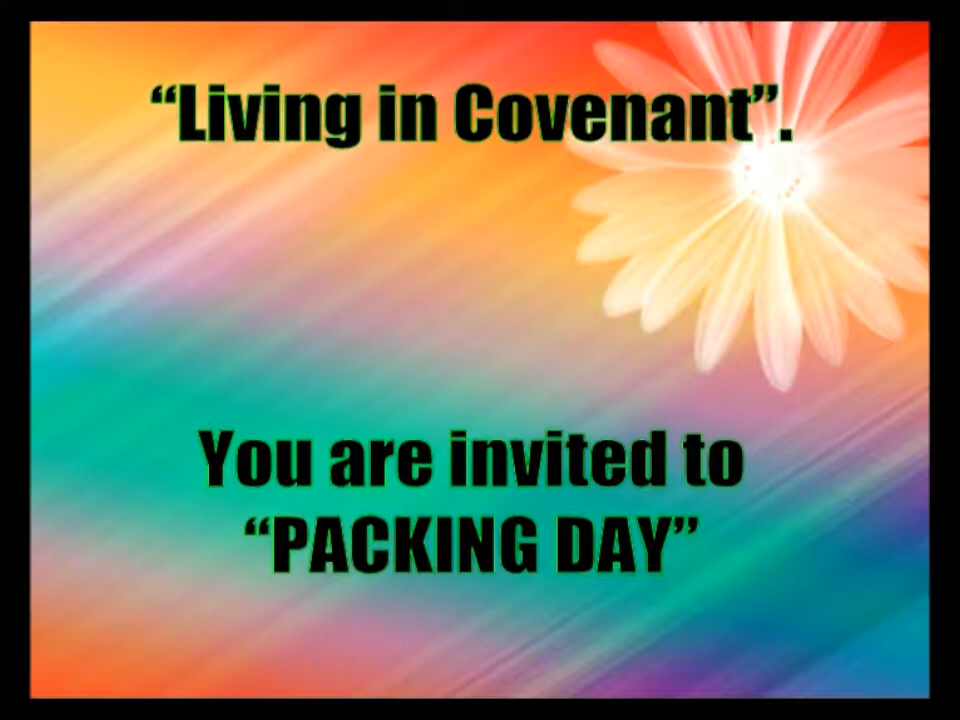 “Living in Covenant”.
You are invited to
“PACKING DAY”